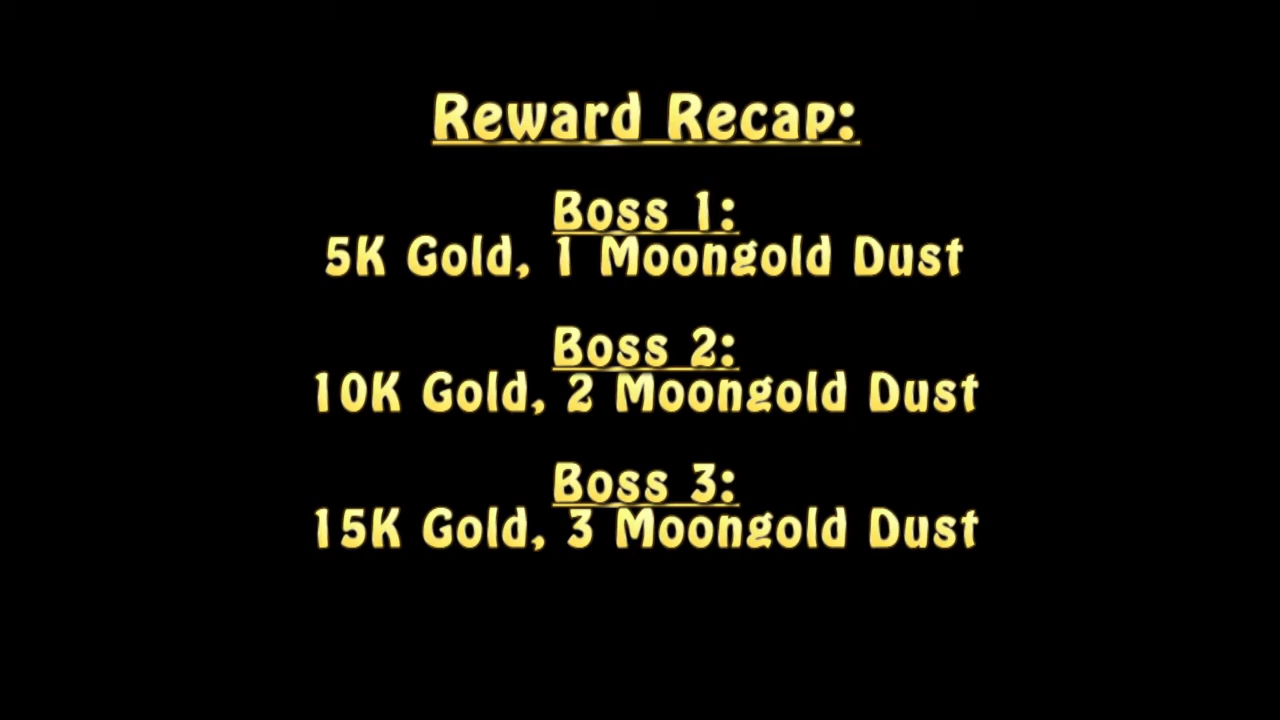 Reward Recap:
Boss 1:
5K Gold, 1 Moongold Dust
Boss 2:
10K Gold, 2 Moongold Dust
Boss 3:
15K Gold, 3 Moongold Dust